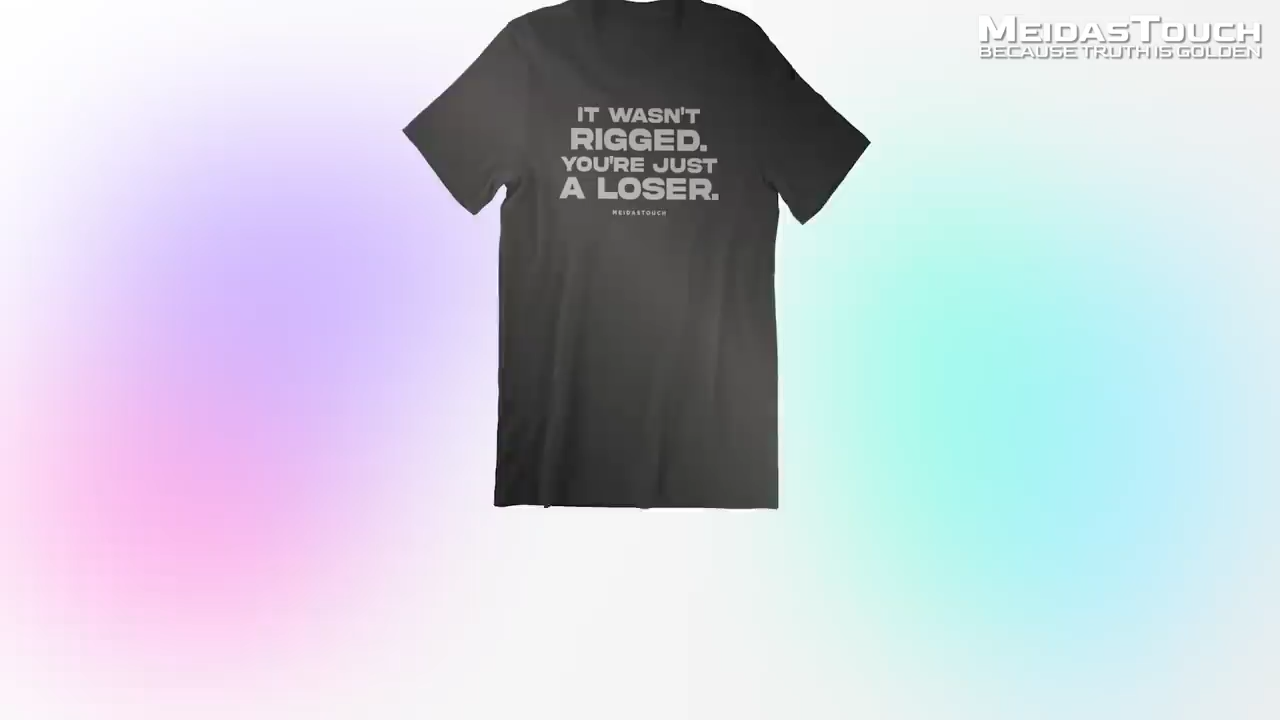 MEIDASTOUCH
BECAUSE TRUTH IS GOLDEN
IT WASN'T
RIGGED.
YOU'RE JUST
A LOSER.
MEIDASTOUCH